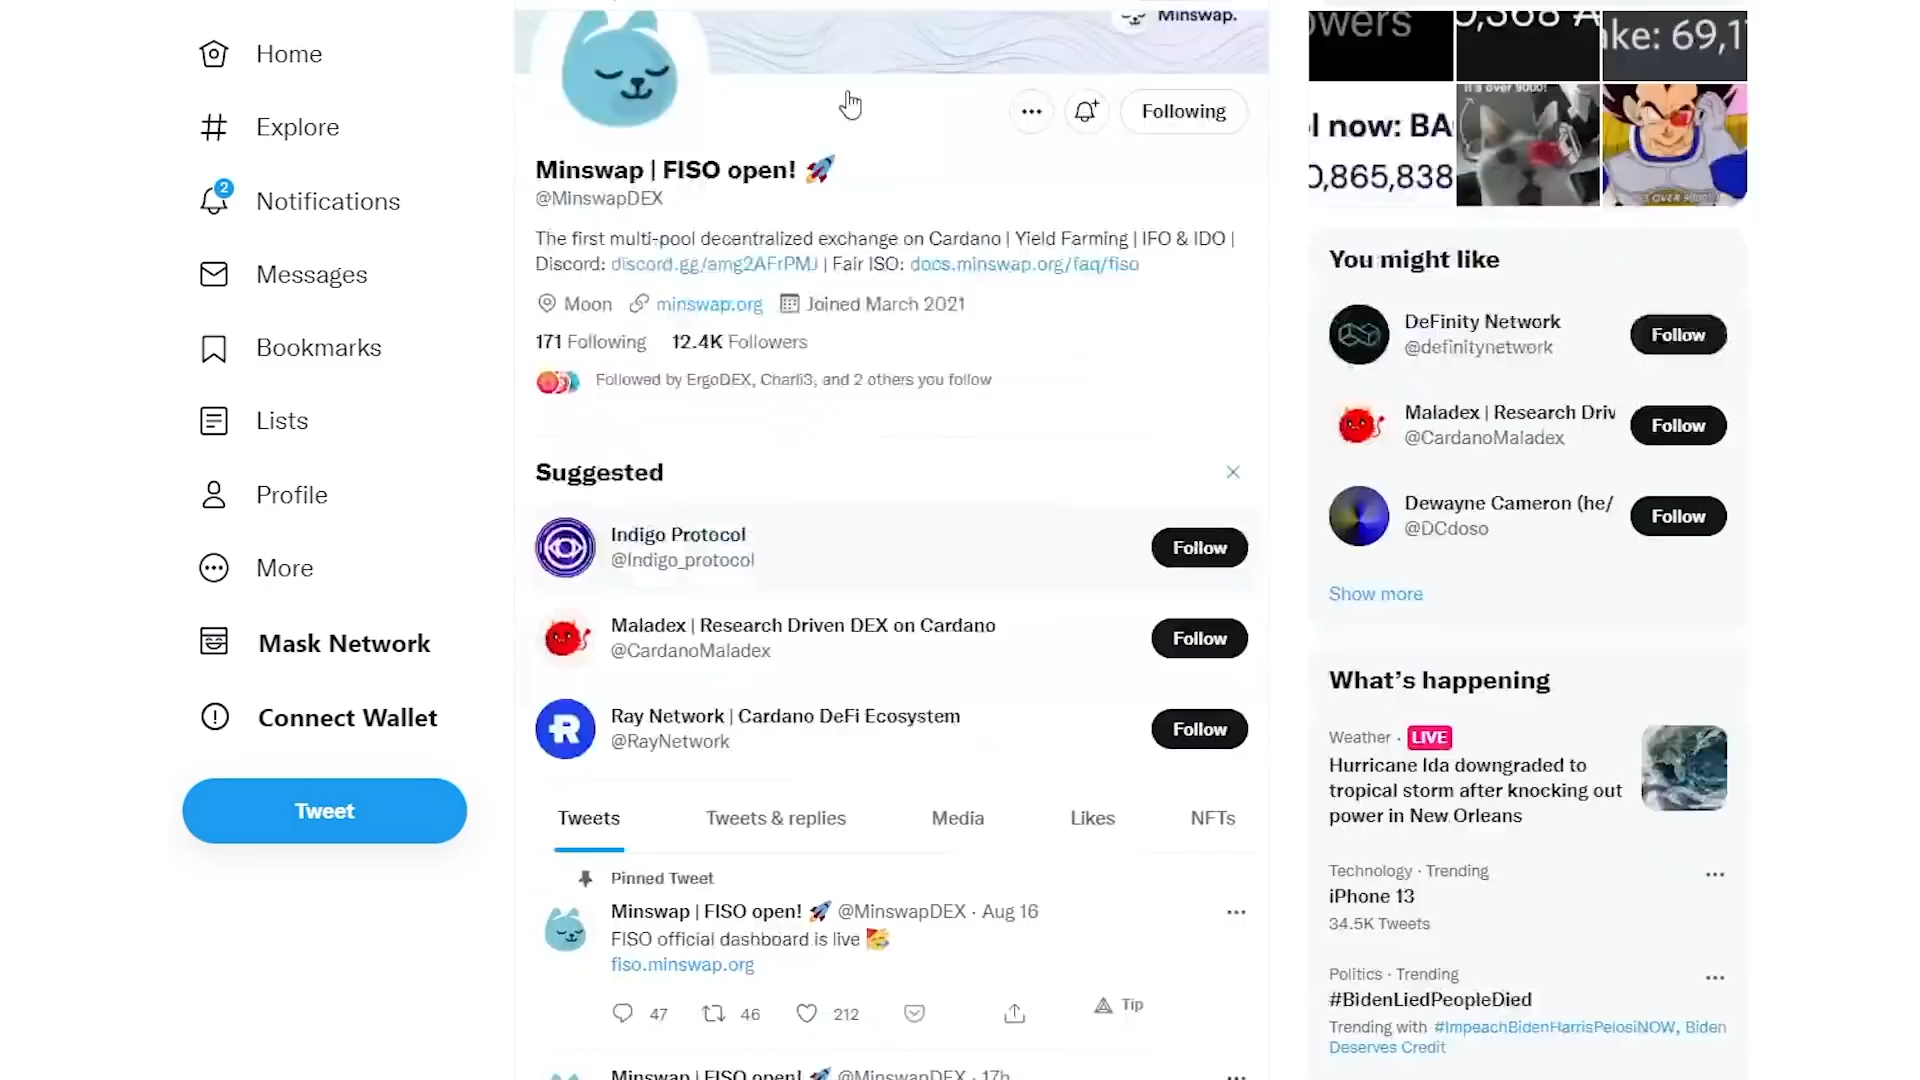 Home
Explore
2
Notifications
Messages
Bookmarks
Lists
Profile
More
Mask Network
Connect Wallet
Tweet
Minswap.
Following
Minswap | FISO open! 🚀
@MinswapDEX
The first multi-pool decentralized exchange on Cardano | Yield Farming | IFO & IDO |
Discord: discord.gg/amg2AFrPMJ | Fair ISO: docs.minswap.org/faq/fiso
Moon minswap.org Joined March 2021
171 Following 12.4K Followers
Followed by ErgoDEX, Charli3, and 2 others you follow
Suggested
Indigo Protocol
@Indigo_protocol
Follow
Maladex | Research Driven DEX on Cardano
@CardanoMaladex
Follow
Ray Network | Cardano DeFi Ecosystem
@RayNetwork
Follow
Tweets Tweets & replies Media Likes NFTs
Pinned Tweet
Minswap | FISO open! 🚀 @MinswapDEX · Aug 16
FISO official dashboard is live 🥳
fiso.minswap.org
47 46 212 Tip
Minswap | FISO open! 🚀 @MinswapDEX · 17h
owers
ke: 69,1
l now: BA
0,865,838
You might like
DeFinity Network
@definitynetwork
Follow
Maladex | Research Driv
@CardanoMaladex
Follow
Dewayne Cameron (he/
@DCdoso
Follow
Show more
What's happening
Weather · LIVE
Hurricane Ida downgraded to
tropical storm after knocking out
power in New Orleans
Technology · Trending
iPhone 13
34.5K Tweets
Politics · Trending
#BidenLiedPeopleDied
Trending with #ImpeachBidenHarrisPelosiNOW, Biden
Deserves Credit